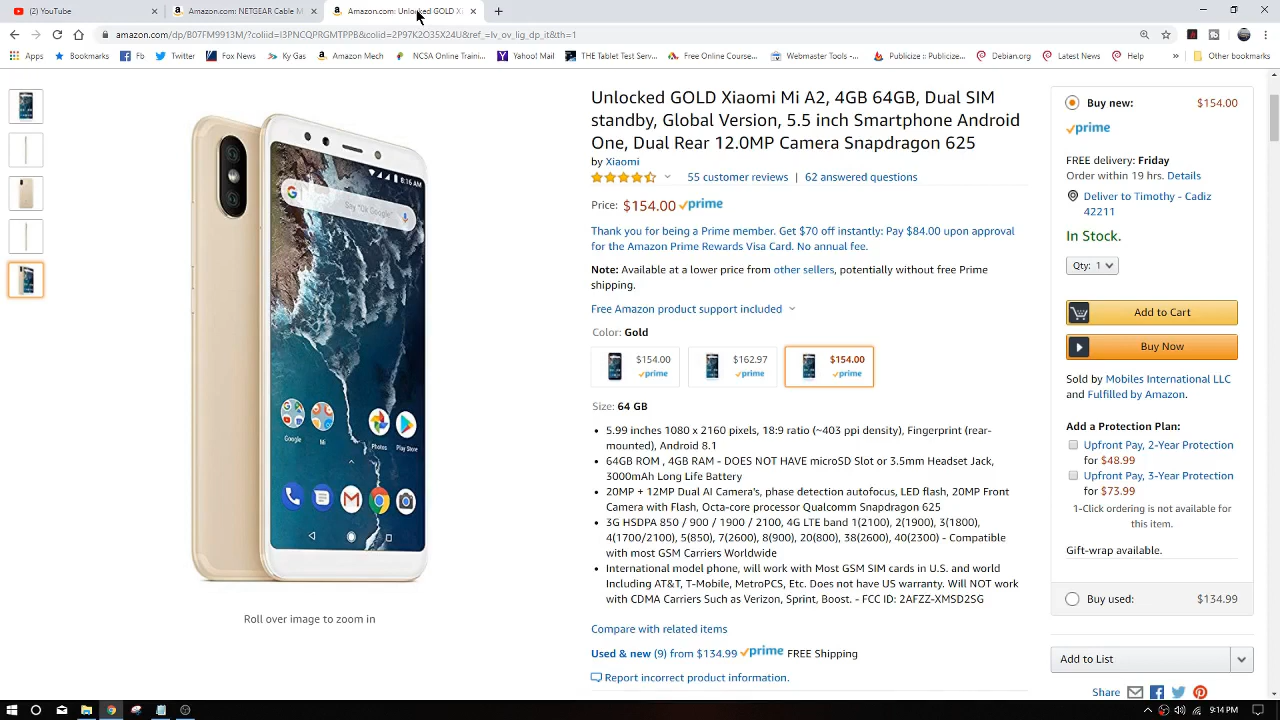 (2) YouTube
Amazon.com: NETGEAR Cable M
Amazon.com: Unlocked GOLD Xi
amazon.com/dp/B07FM9913M/?coliid=I3PNCQPRGMTPPB&colid=2P97K2O35X24U&ref_=lv_ov_lig_dp_it&th=1
Apps
Bookmarks
Fb
Twitter
Fox News
Ky Gas
Amazon Mech
NCSA Online Train...
Yahoo Mail
THE Tablet Test Serv...
Free Online Course...
Webmaster Tools -...
Publicize :: Publicize...
Debian.org
Latest News
Help
»
Other bookmarks
Unlocked GOLD Xiaomi Mi A2, 4GB 64GB, Dual SIM
standby, Global Version, 5.5 inch Smartphone Android
One, Dual Rear 12.0MP Camera Snapdragon 625
by Xiaomi
55 customer reviews | 62 answered questions
Price: $154.00 prime
Thank you for being a Prime member. Get $70 off instantly: Pay $84.00 upon approval
for the Amazon Prime Rewards Visa Card. No annual fee.
Note: Available at a lower price from other sellers, potentially without free Prime
shipping.
Free Amazon product support included
Color: Gold
$154.00
prime
$162.97
prime
$154.00
prime
Size: 64 GB
• 5.99 inches 1080 x 2160 pixels, 18:9 ratio (~403 ppi density), Fingerprint (rear-
mounted), Android 8.1
• 64GB ROM , 4GB RAM - DOES NOT HAVE microSD Slot or 3.5mm Headset Jack,
3000mAh Long Life Battery
• 20MP + 12MP Dual AI Camera's, phase detection autofocus, LED flash, 20MP Front
Camera with Flash, Octa-core processor Qualcomm Snapdragon 625
• 3G HSDPA 850 / 900 / 1900 / 2100, 4G LTE band 1(2100), 2(1900), 3(1800),
4(1700/2100), 5(850), 7(2600), 8(900), 20(800), 38(2600), 40(2300) - Compatible
with most GSM Carriers Worldwide
• International model phone, will work with Most GSM SIM cards in U.S. and world
Including AT&T, T-Mobile, MetroPCS, Etc. Does not have US warranty. Will NOT work
with CDMA Carriers Such as Verizon, Sprint, Boost. - FCC ID: 2AFZZ-XMSD2SG
Compare with related items
Used & new (9) from $134.99 prime FREE Shipping
Report incorrect product information.
8:16 AM
Say "Ok Google"
Google
Mi
Photos
Play Store
Roll over image to zoom in
Buy new: $154.00
prime
FREE delivery: Friday
Order within 19 hrs. Details
Deliver to Timothy - Cadiz
42211
In Stock.
Qty: 1
Add to Cart
Buy Now
Sold by Mobiles International LLC
and Fulfilled by Amazon.
Add a Protection Plan:
Upfront Pay, 2-Year Protection
for $48.99
Upfront Pay, 3-Year Protection
for $73.99
1-Click ordering is not available for
this item.
Gift-wrap available.
Buy used: $134.99
Add to List
Share
9:14 PM